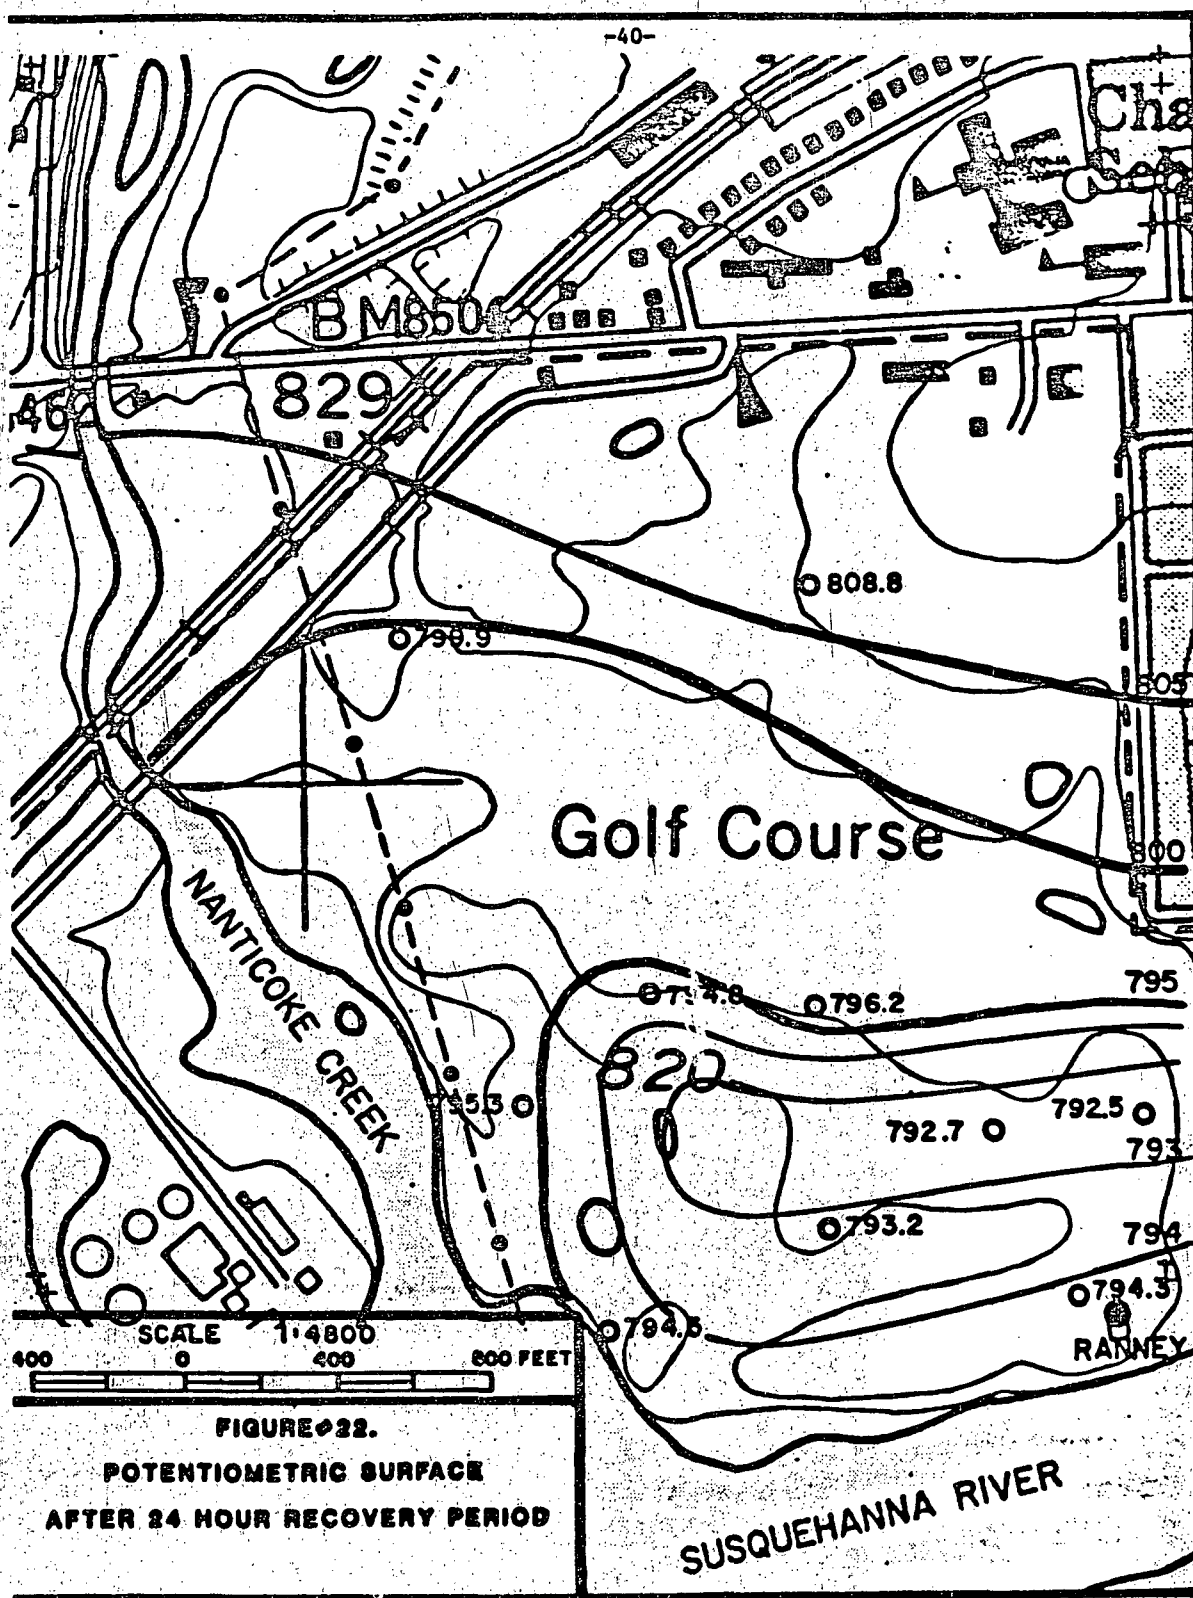 -40-
Cha
BM850
829
46
808.8
790.9
805
Golf Course
800
NANTICOKE CREEK
795
796.2
820
792.5
792.7
793
793.2
794
794.3
RANNEY
SCALE 1:4800
400 0 400 800 FEET
FIGURE 22.
POTENTIOMETRIC SURFACE
AFTER 24 HOUR RECOVERY PERIOD
SUSQUEHANNA RIVER